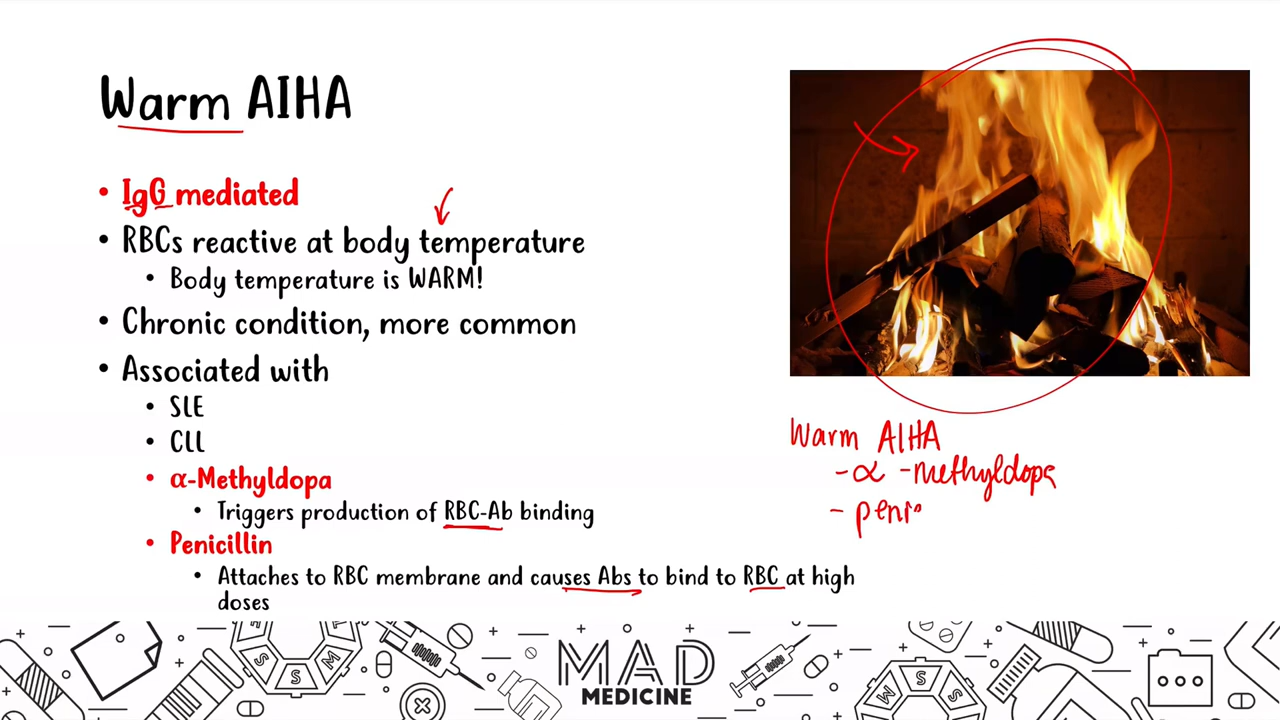 Warm AIHA
• IgG mediated
• RBCs reactive at body temperature
• Body temperature is WARM!
• Chronic condition, more common
• Associated with
• SLE
• CLL
• α-Methyldopa
• Triggers production of RBC-Ab binding
• Penicillin
• Attaches to RBC membrane and causes Abs to bind to RBC at high
doses
Warm AIHA
- α -methyldopa
- peni
S S M
MAD
MEDICINE
M S S